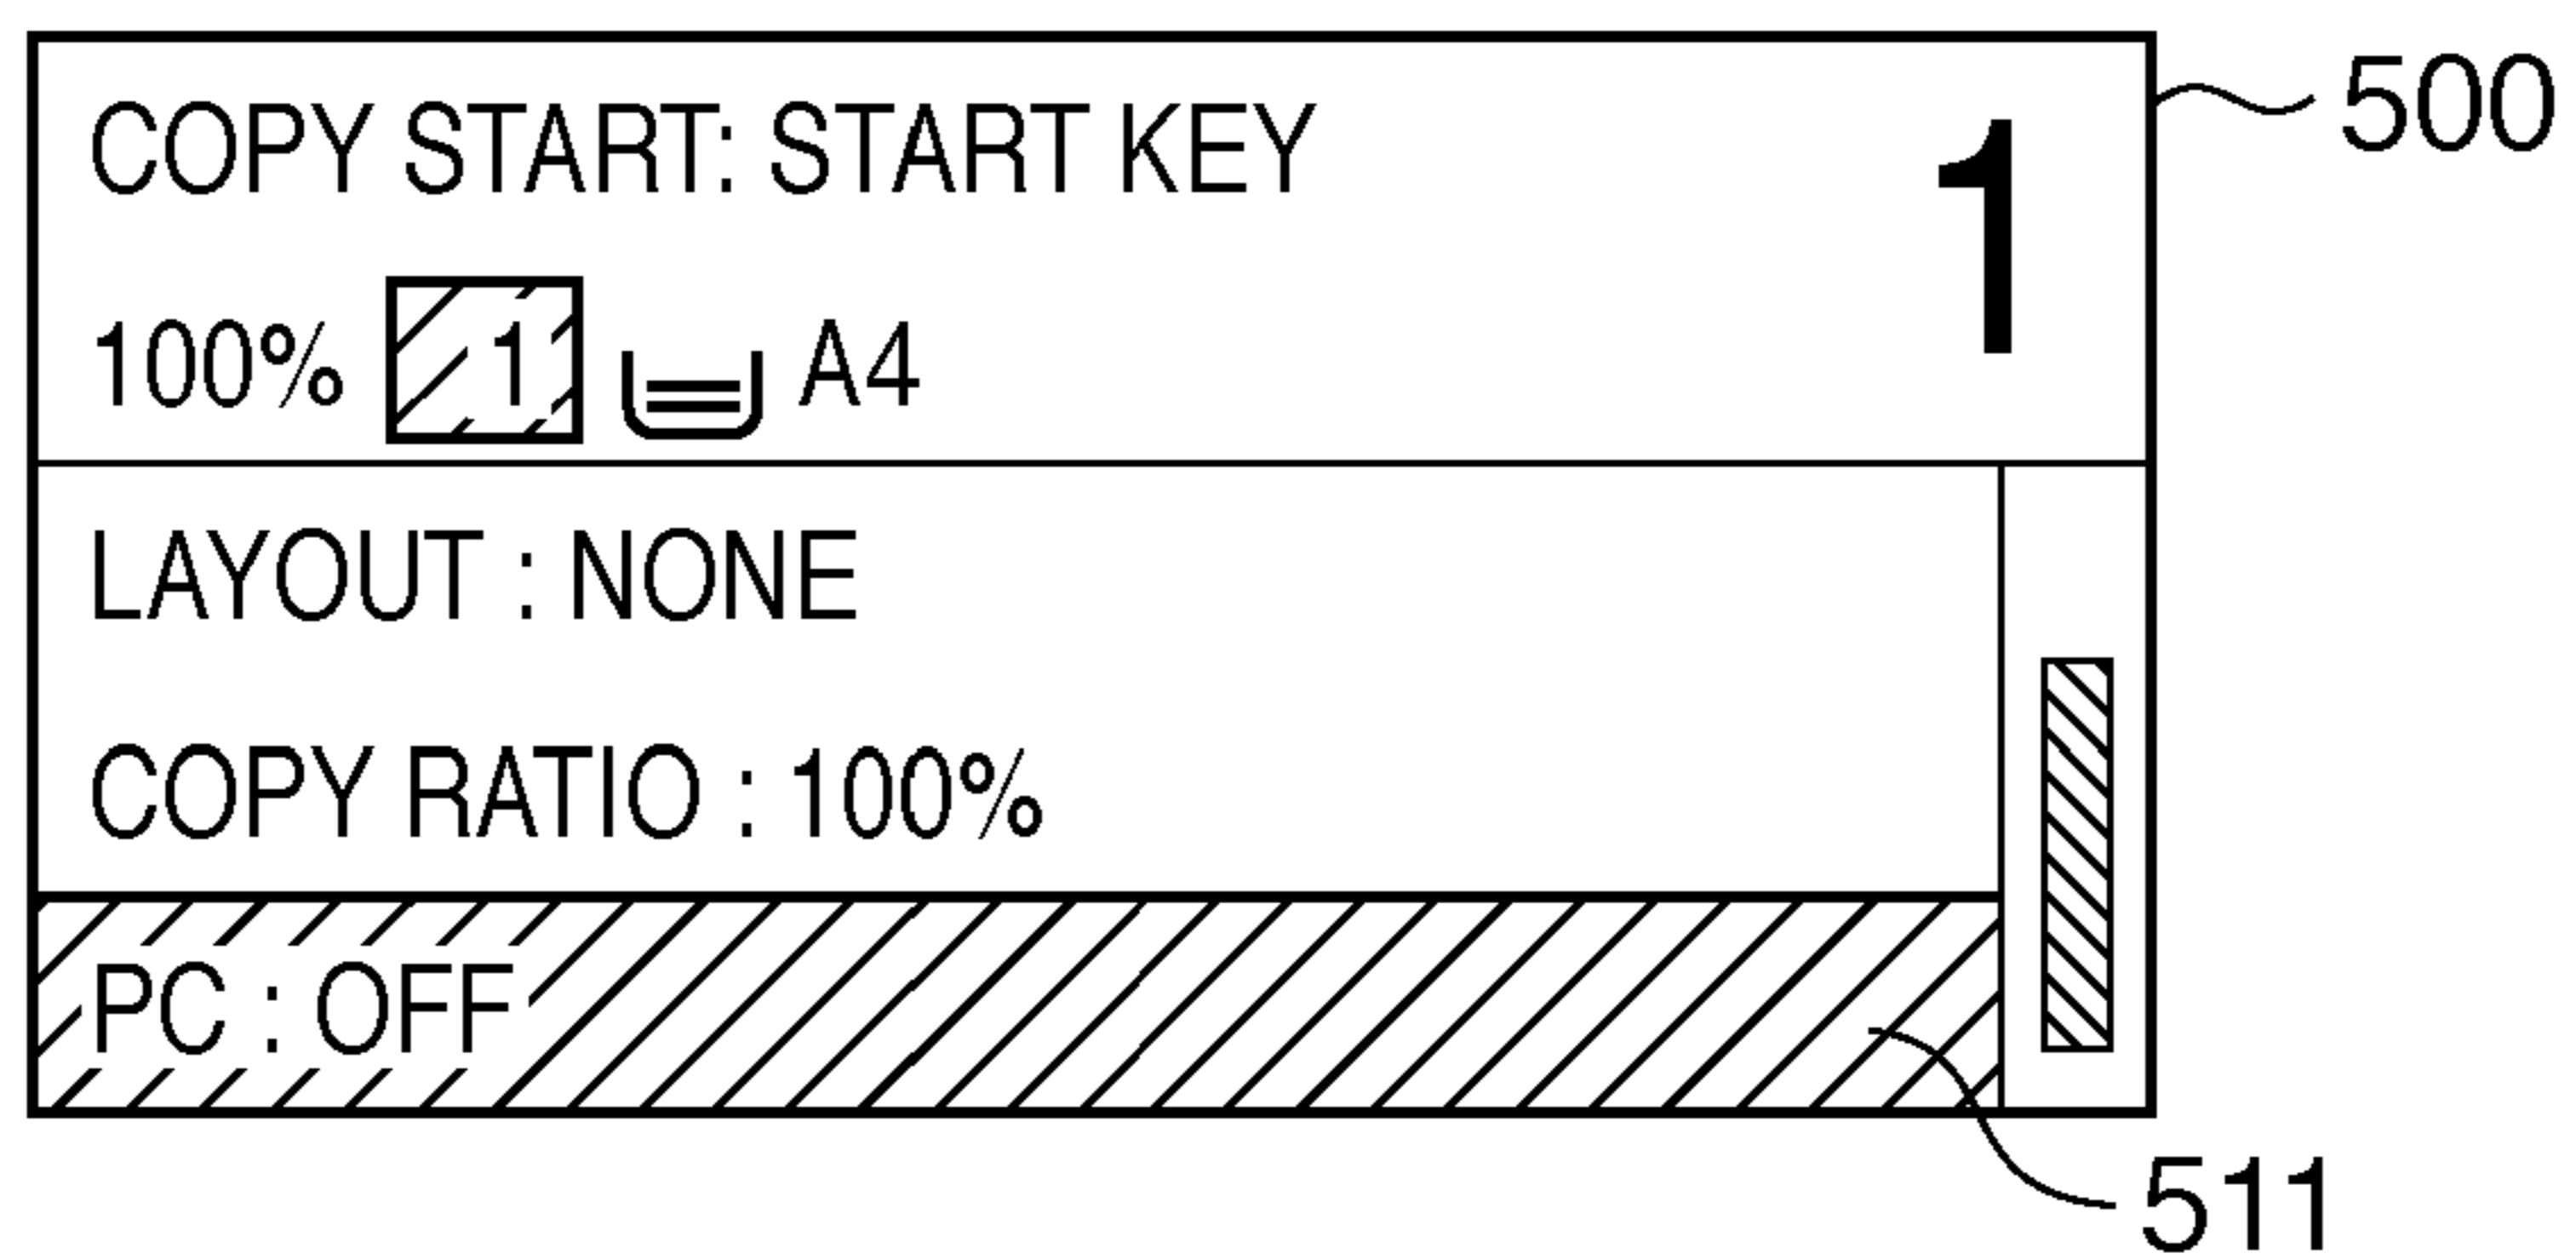 COPY START: START KEY 1 500
100% 1 A4
LAYOUT : NONE
COPY RATIO : 100%
PC : OFF
511